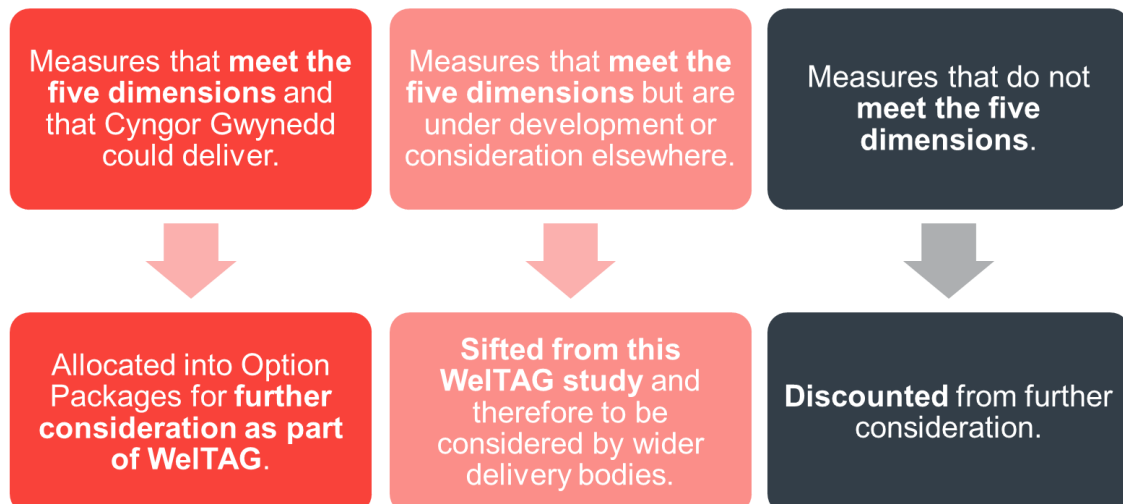 Measures that meet the
five dimensions and
that Cyngor Gwynedd
could deliver.
Measures that meet the
five dimensions but are
under development or
consideration elsewhere.
Measures that do not
meet the five
dimensions.
Allocated into Option
Packages for further
consideration as part
of WelTAG.
Sifted from this
WelTAG study and
therefore to be
considered by wider
delivery bodies.
Discounted from further
consideration.